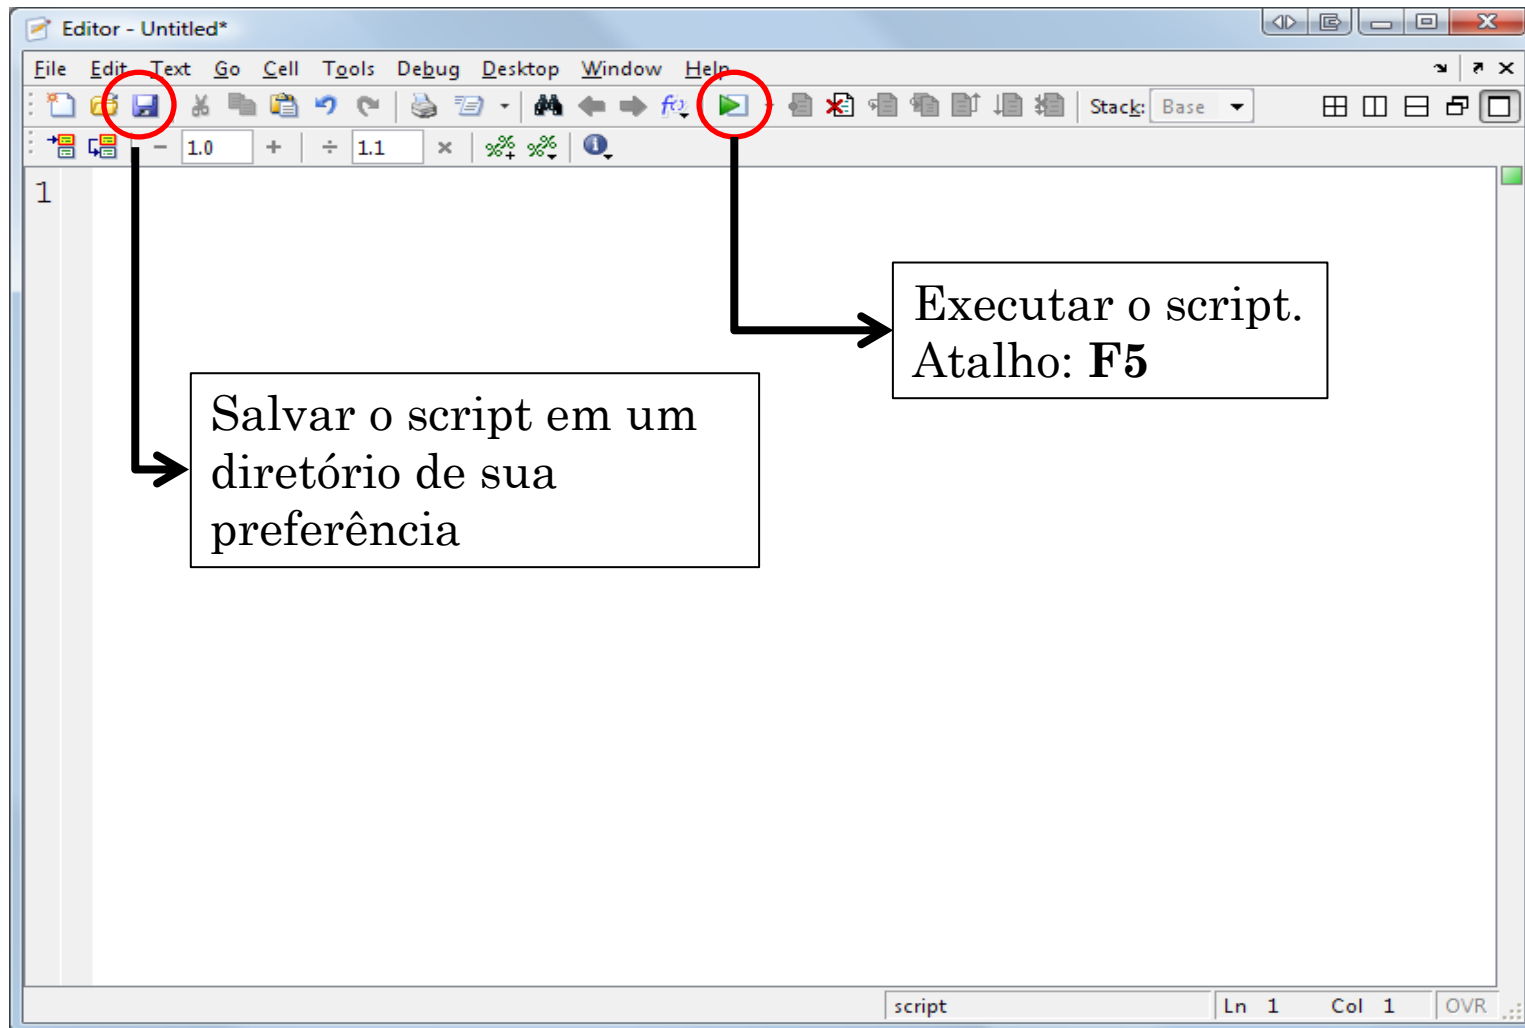 Editor - Untitled*
File Edit Text Go Cell Tools Debug Desktop Window Help
Stack: Base
1.0 + ÷ 1.1 ×
1
Executar o script.
Atalho: F5
Salvar o script em um
diretório de sua
preferência
script Ln 1 Col 1 OVR